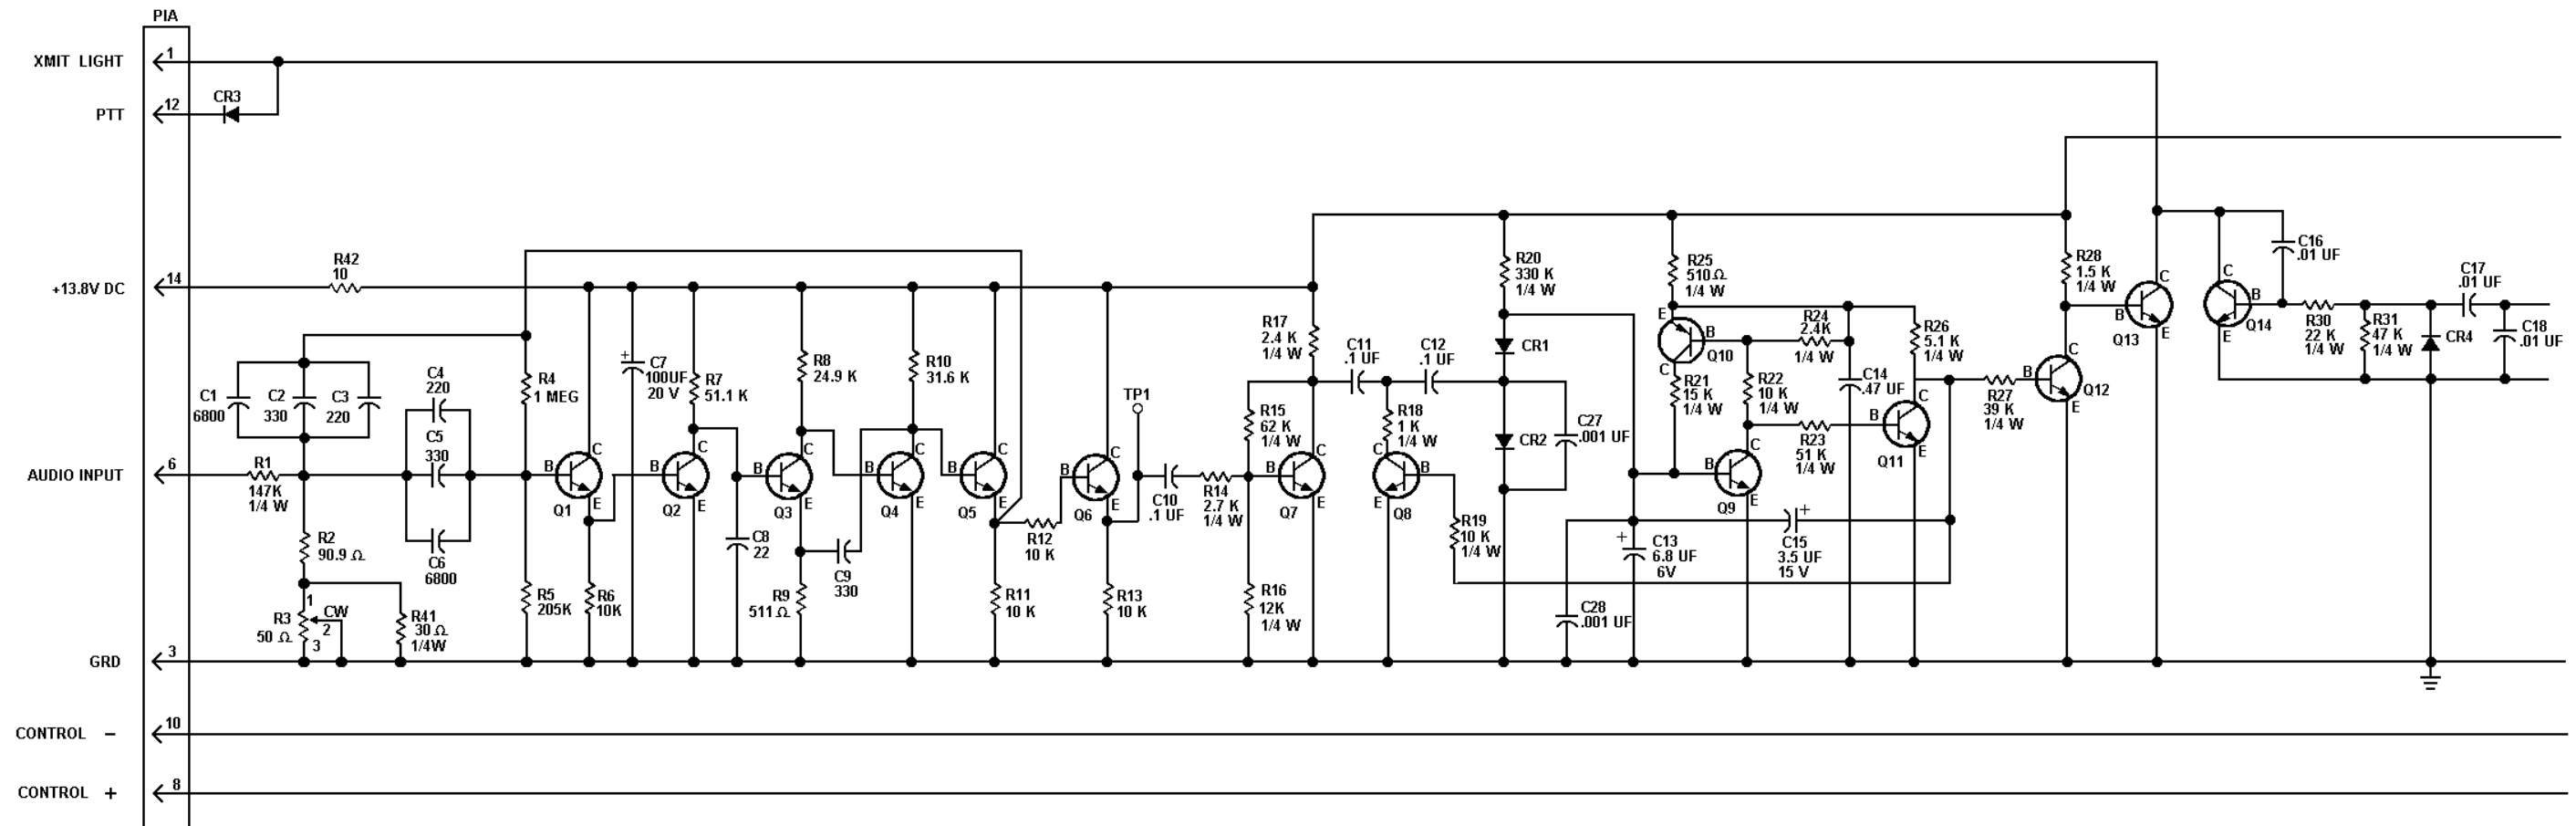 PIA
XMIT LIGHT
1
CR3
PTT
12
R42
10
+13.8V DC
14
C1
6800
C2
330
C3
220
C4
220
C5
330
C6
6800
R4
1 MEG
AUDIO INPUT
6
R1
147K
1/4 W
R2
90.9 Ω
R3
50 Ω
1
CW
2
3
R41
30 Ω
1/4W
R5
205K
B
C
E
Q1
R6
10K
+
C7
100UF
20 V
R7
51.1 K
B
C
E
Q2
C8
22
R8
24.9 K
B
C
E
Q3
R9
511 Ω
C9
330
R10
31.6 K
B
C
E
Q4
B
C
E
Q5
R11
10 K
R12
10 K
B
C
E
Q6
R13
10 K
TP1
C10
.1 UF
R14
2.7 K
1/4 W
R15
62 K
1/4 W
R16
12K
1/4 W
R17
2.4 K
1/4 W
B
C
E
Q7
C11
.1 UF
C12
.1 UF
R18
1 K
1/4 W
C
B
E
Q8
R19
10 K
1/4 W
R20
330 K
1/4 W
CR1
CR2
C27
.001 UF
C28
.001 UF
+
C13
6.8 UF
6V
+
C15
3.5 UF
15 V
R25
510 Ω
1/4 W
E
B
C
Q10
R21
15 K
1/4 W
R22
10 K
1/4 W
R24
2.4K
1/4 W
R23
51 K
1/4 W
B
C
E
Q9
C14
.47 UF
R26
5.1 K
1/4 W
B
C
E
Q11
R27
39 K
1/4 W
B
C
E
Q12
R28
1.5 K
1/4 W
B
C
E
Q13
C
B
E
Q14
C16
.01 UF
R30
22 K
1/4 W
R31
47 K
1/4 W
CR4
C17
.01 UF
C18
.01 UF
GRD
3
CONTROL -
10
CONTROL +
8